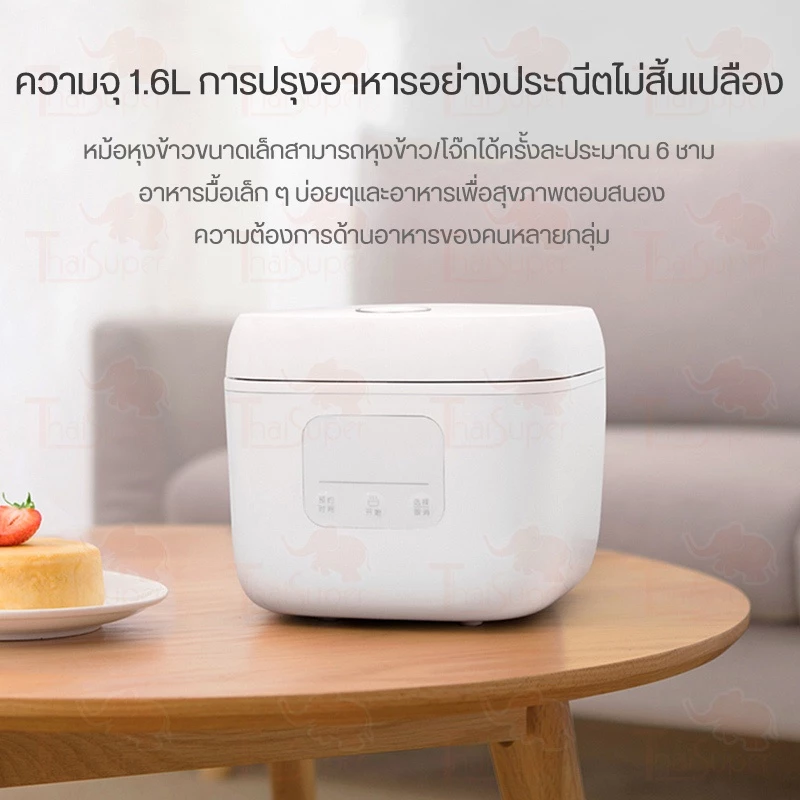 ความจุ 1.6L การปรุงอาหารอย่างประณีตไม่สิ้นเปลือง
หม้อหุงข้าวขนาดเล็กสามารถหุงข้าว/โจ๊กได้ครั้งละประมาณ 6 ชาม
อาหารมื้อเล็ก ๆ บ่อยๆและอาหารเพื่อสุขภาพตอบสนอง
ความต้องการด้านอาหารของคนหลายกลุ่ม
ThaiSuper